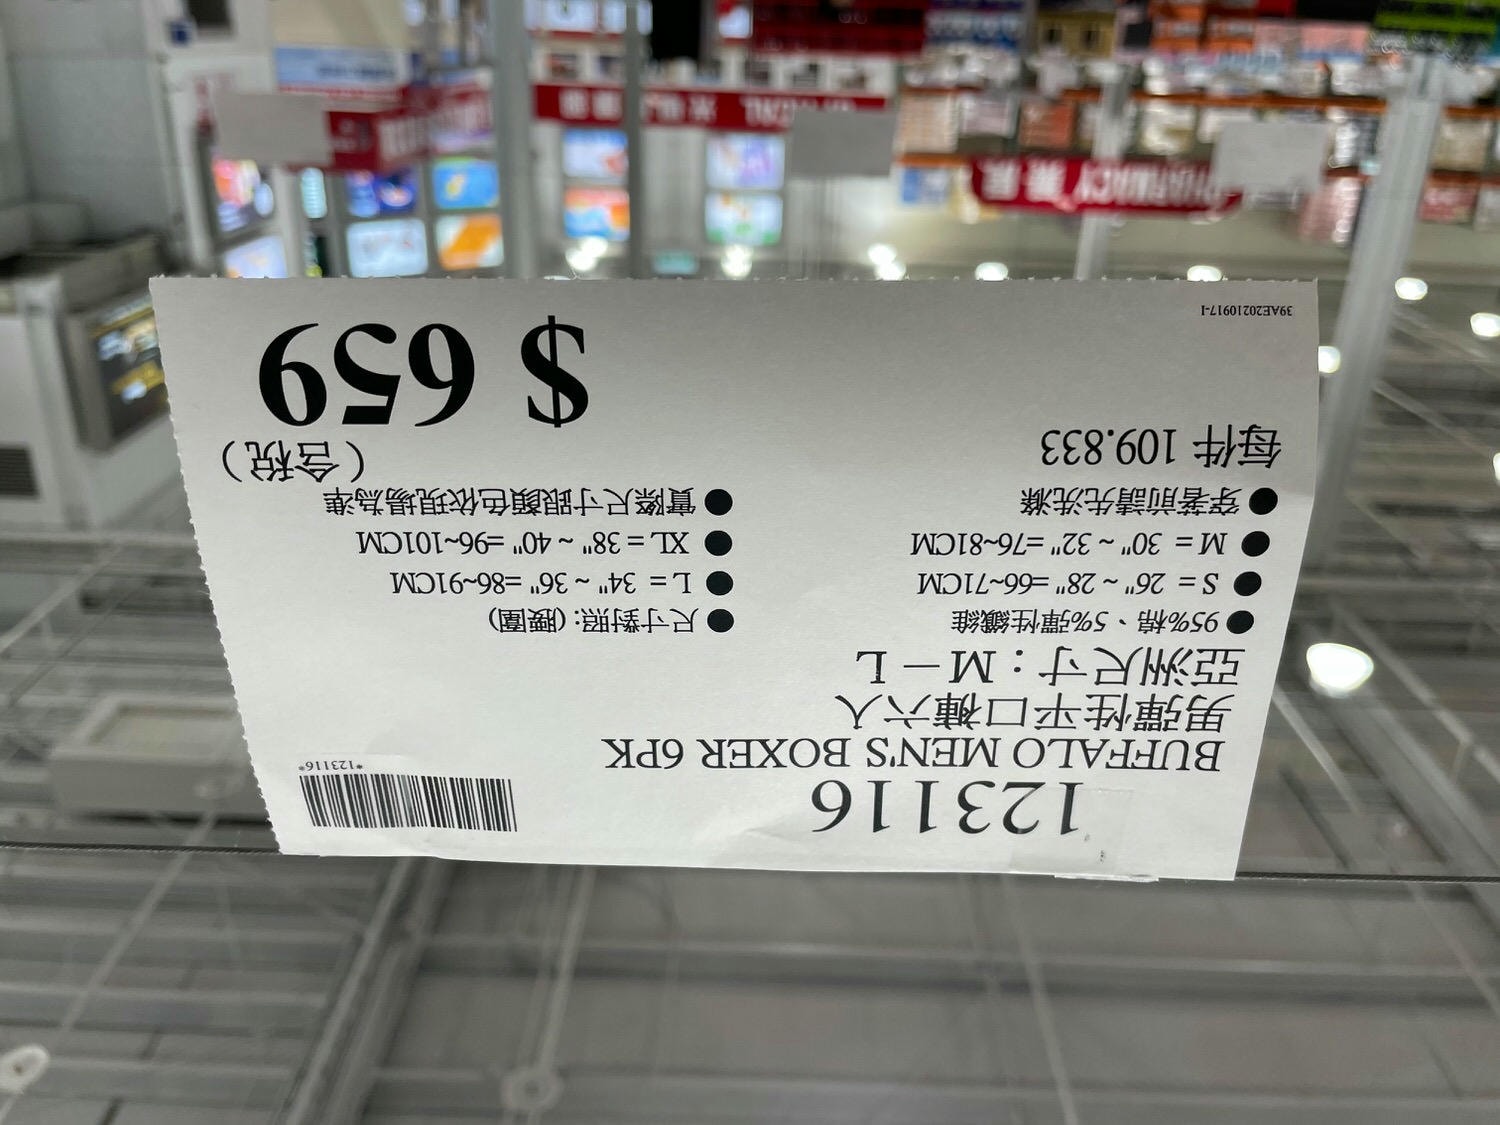 123116
*123116*
BUFFALO MEN'S BOXER 6PK
男彈性平口褲六入
亞洲尺寸：M－L
● 95%棉、5%彈性纖維
● S = 26" ~ 28" =66~71CM
● M = 30" ~ 32" =76~81CM
● 穿著前請先洗滌
● 尺寸對照: (腰圍)
● L = 34" ~ 36" =86~91CM
● XL = 38" ~ 40" =96~101CM
● 實際尺寸跟顏色依現場為準
每件 109.833
(含稅)
$ 659
39AE20210917-I
PHARMACY 藥局